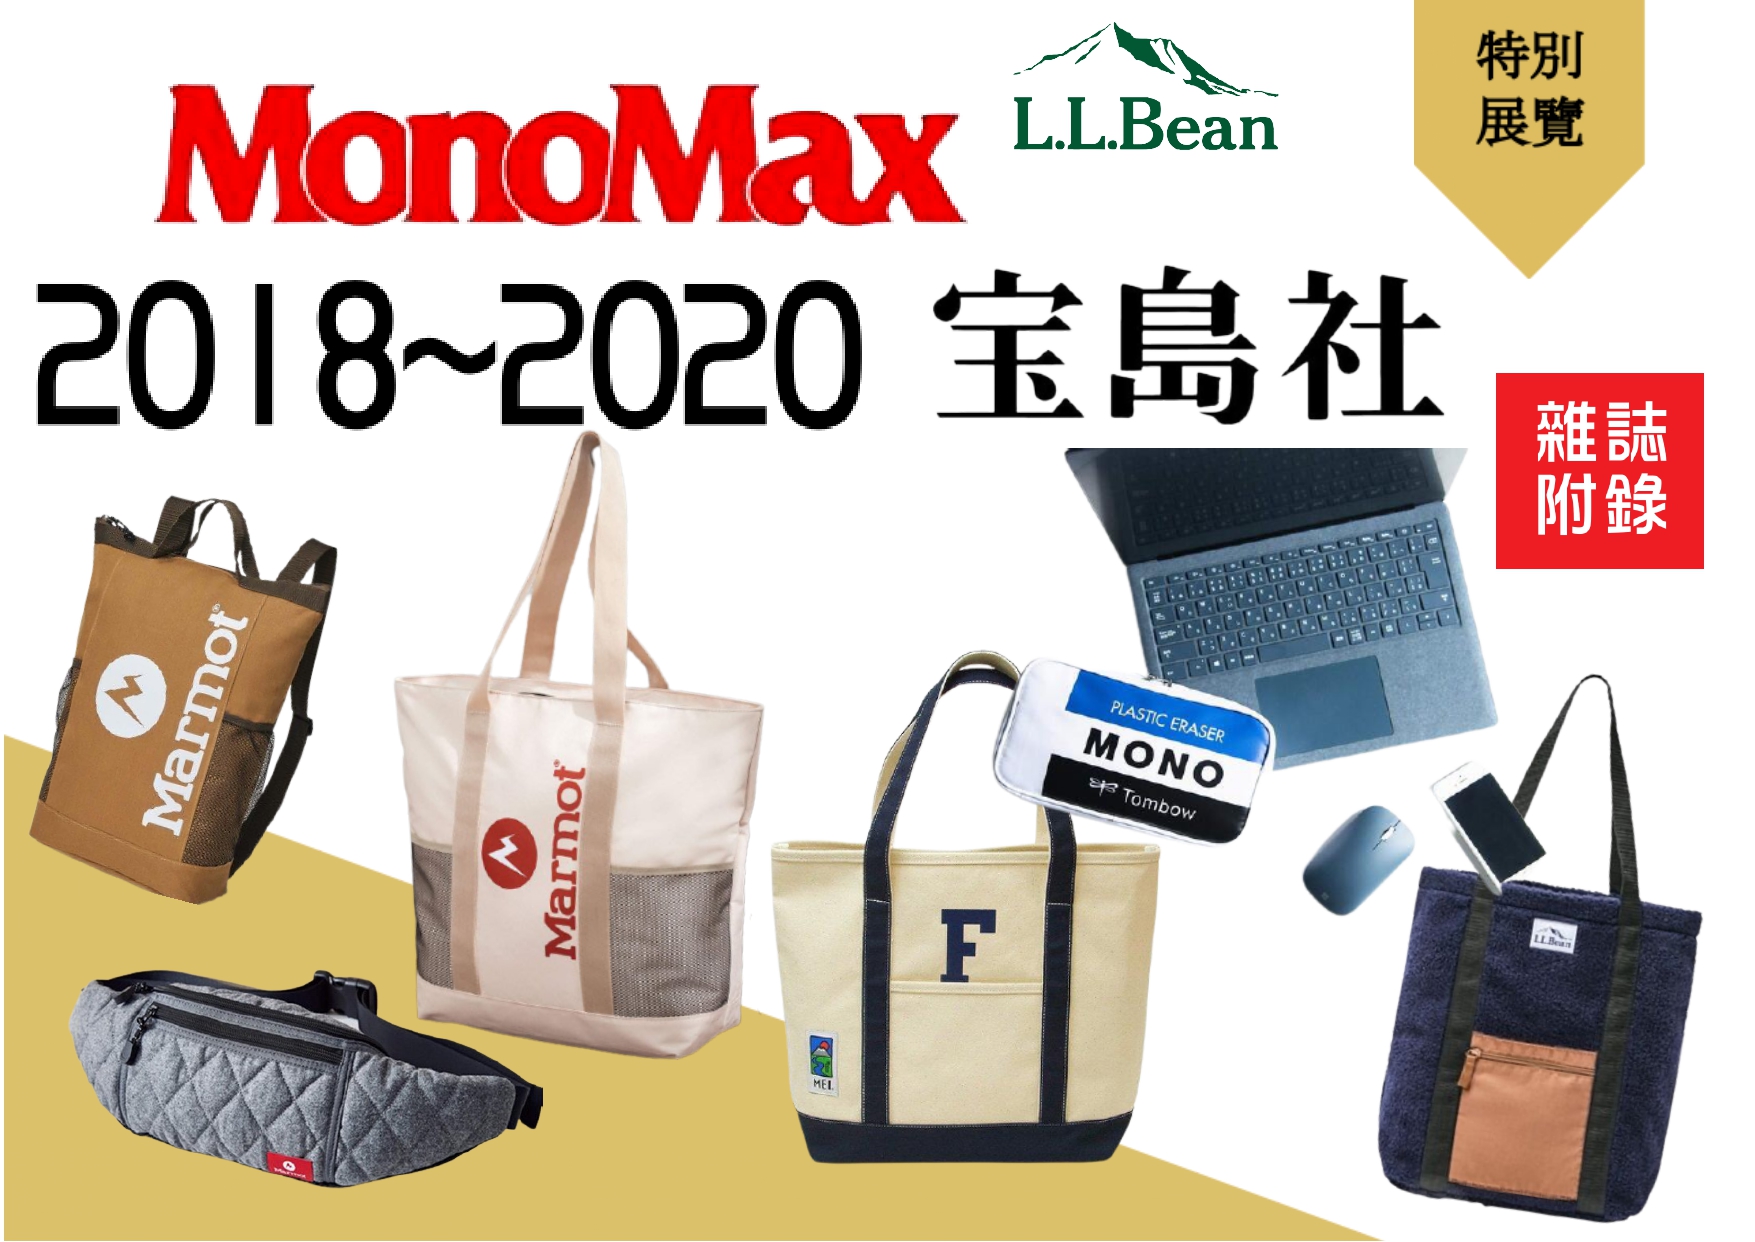 特別
展覽
L.L.Bean
MonoMax
2018~2020 宝島社
雜誌
附錄
Marmot
Marmot
PLASTIC ERASER
MONO
Tombow
F
MEI.
L.L.Bean
Marmot